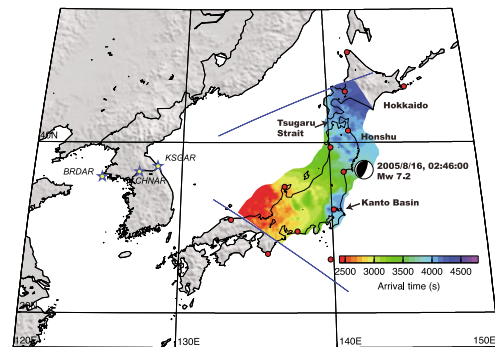 Hokkaido
Tsugaru
Strait
Honshu
40N
KSGAR
BRDAR
CHNAR
2005/8/16, 02:46:00
Mw 7.2
Kanto Basin
2500 3000 3500 4000 4500
Arrival time (s)
30N
120E
130E
140E
150E